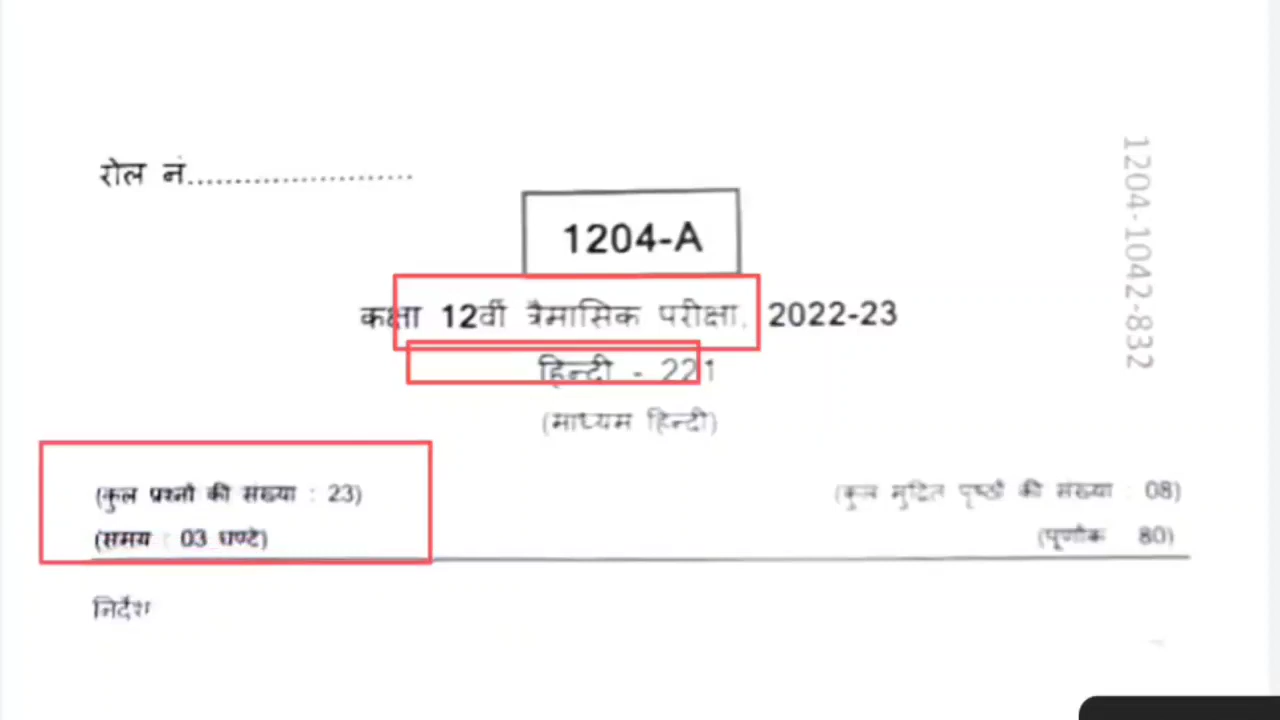 रोल नं........................
1204-A
कक्षा 12वीं त्रैमासिक परीक्षा, 2022-23
हिन्दी - 221
(माध्यम हिन्दी)
(कुल प्रश्नों की संख्या : 23)
(कुल मुद्रित पृष्ठों की संख्या : 08)
(समय : 03 घण्टे)
(पूर्णांक 80)
निर्देश
1204-1042-832